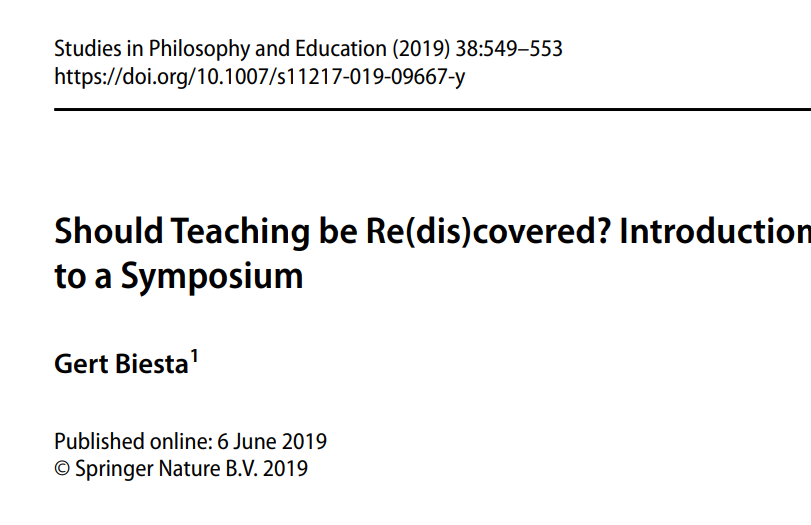 Studies in Philosophy and Education (2019) 38:549–553
https://doi.org/10.1007/s11217-019-09667-y
Should Teaching be Re(dis)covered? Introduction
to a Symposium
Gert Biesta1
Published online: 6 June 2019
© Springer Nature B.V. 2019